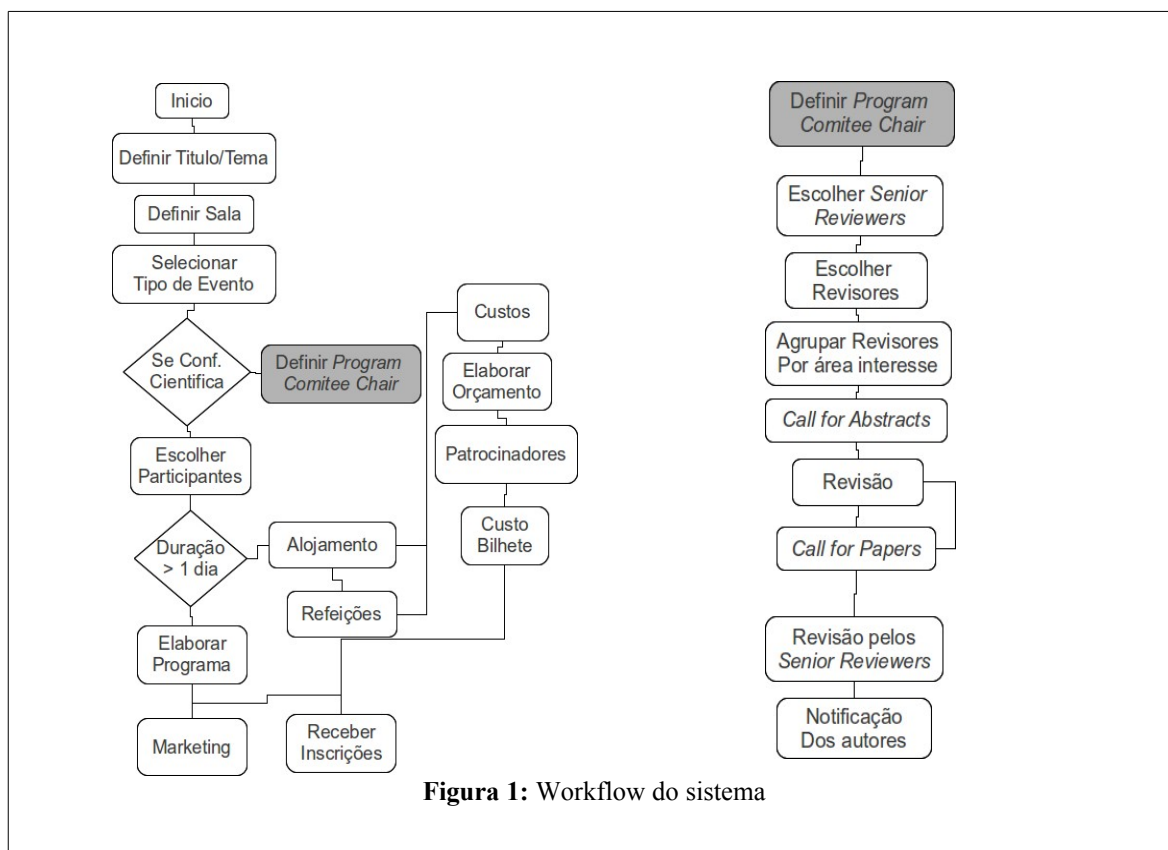 Inicio
Definir Titulo/Tema
Definir Sala
Selecionar
Tipo de Evento
Se Conf.
Cientifica
Definir Program
Comitee Chair
Escolher
Participantes
Duração
> 1 dia
Alojamento
Refeições
Elaborar
Programa
Marketing
Receber
Inscrições
Custos
Elaborar
Orçamento
Patrocinadores
Custo
Bilhete
Definir Program
Comitee Chair
Escolher Senior
Reviewers
Escolher
Revisores
Agrupar Revisores
Por área interesse
Call for Abstracts
Revisão
Call for Papers
Revisão pelos
Senior Reviewers
Notificação
Dos autores
Figura 1: Workflow do sistema